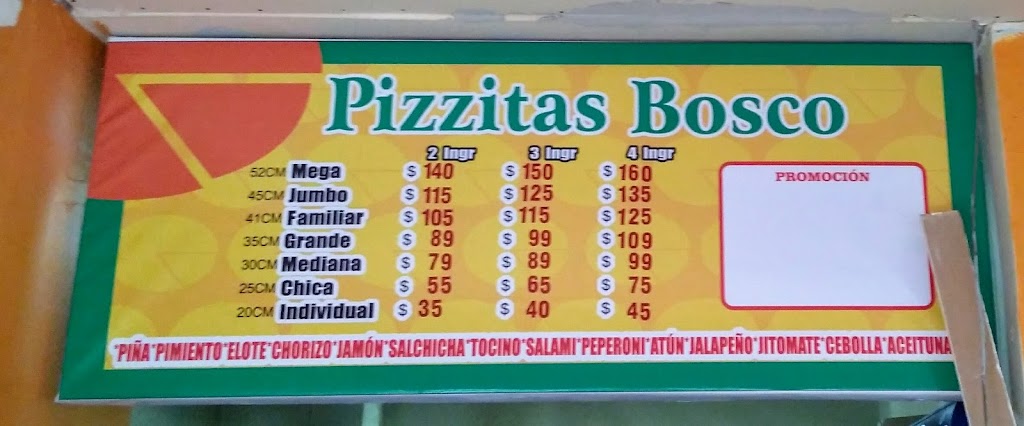 Pizzitas Bosco
2 Ingr 3 Ingr 4 Ingr
52CM Mega $ 140 $ 150 $ 160
45CM Jumbo $ 115 $ 125 $ 135
41CM Familiar $ 105 $ 115 $ 125
35CM Grande $ 89 $ 99 $ 109
30CM Mediana $ 79 $ 89 $ 99
25CM Chica $ 55 $ 65 $ 75
20CM Individual $ 35 $ 40 $ 45
PROMOCIÓN
*PIÑA*PIMIENTO*ELOTE*CHORIZO*JAMÓN*SALCHICHA*TOCINO*SALAMI*PEPERONI*ATÚN*JALAPEÑO*JITOMATE*CEBOLLA*ACEITUNA